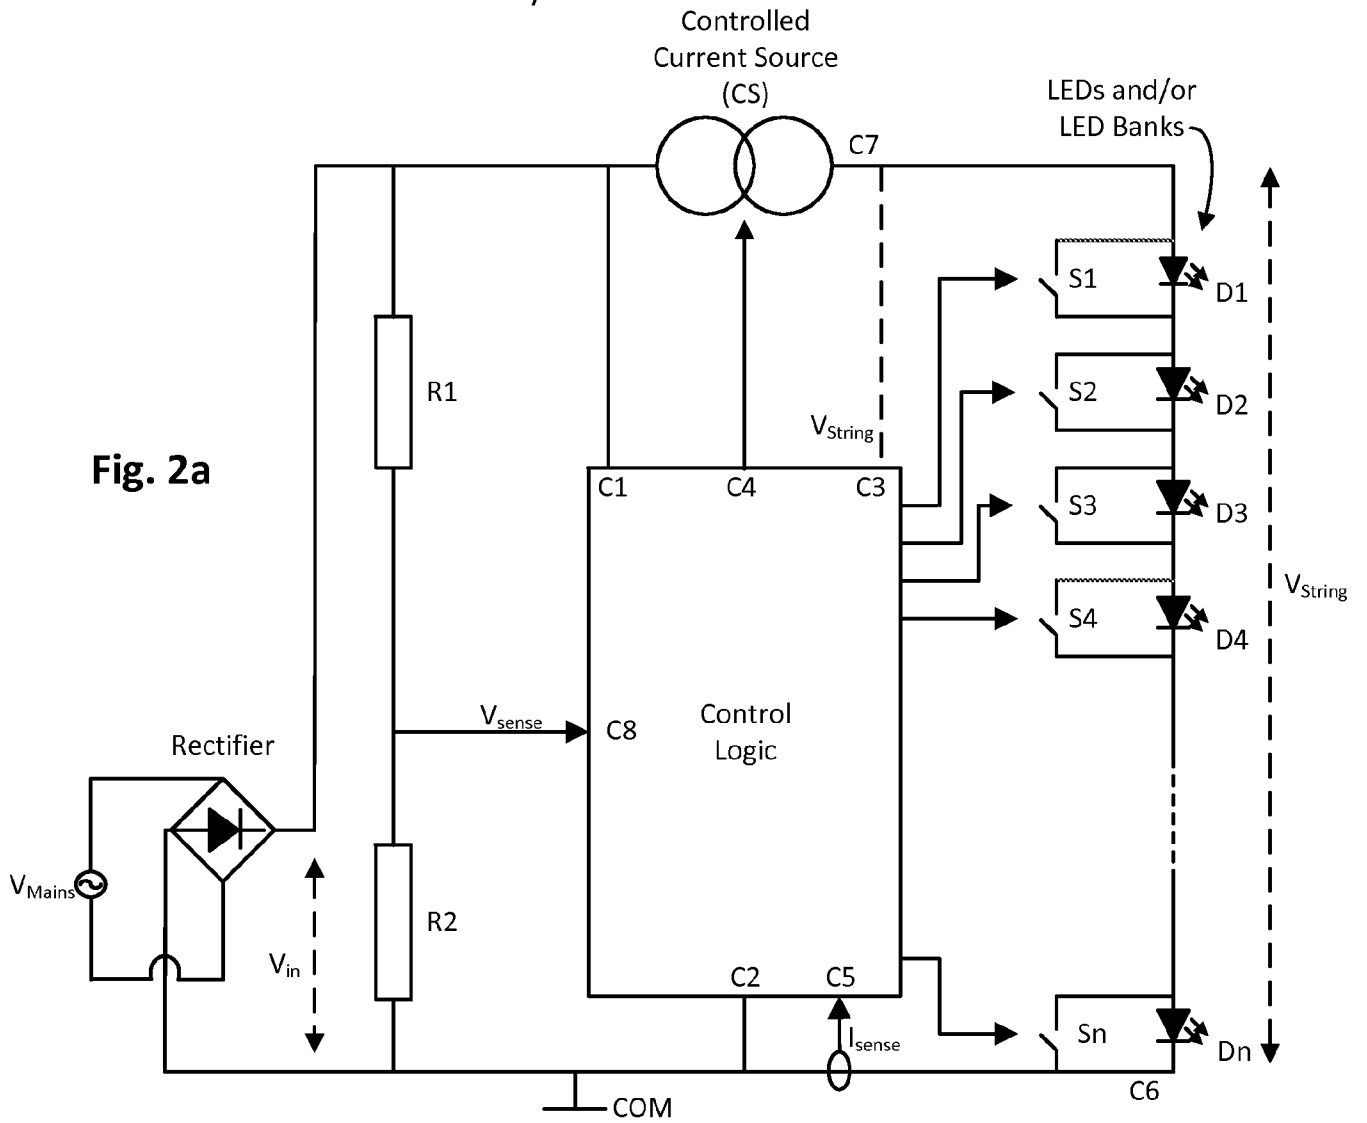 Controlled
Current Source
(CS)
LEDs and/or
LED Banks
C7
S1
D1
R1
S2
D2
VString
Fig. 2a
C1
C4
C3
S3
D3
VString
S4
D4
Vsense
C8
Control
Logic
Rectifier
VMains
R2
Vin
C2
C5
Isense
Sn
Dn
C6
COM